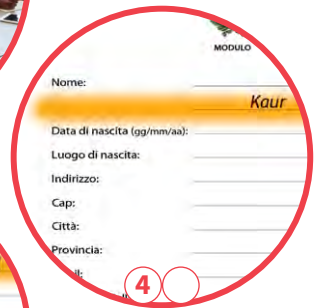 MODULO
Nome:
Kaur
Data di nascita (gg/mm/aa):
Luogo di nascita:
Indirizzo:
Cap:
Città:
Provincia:
4